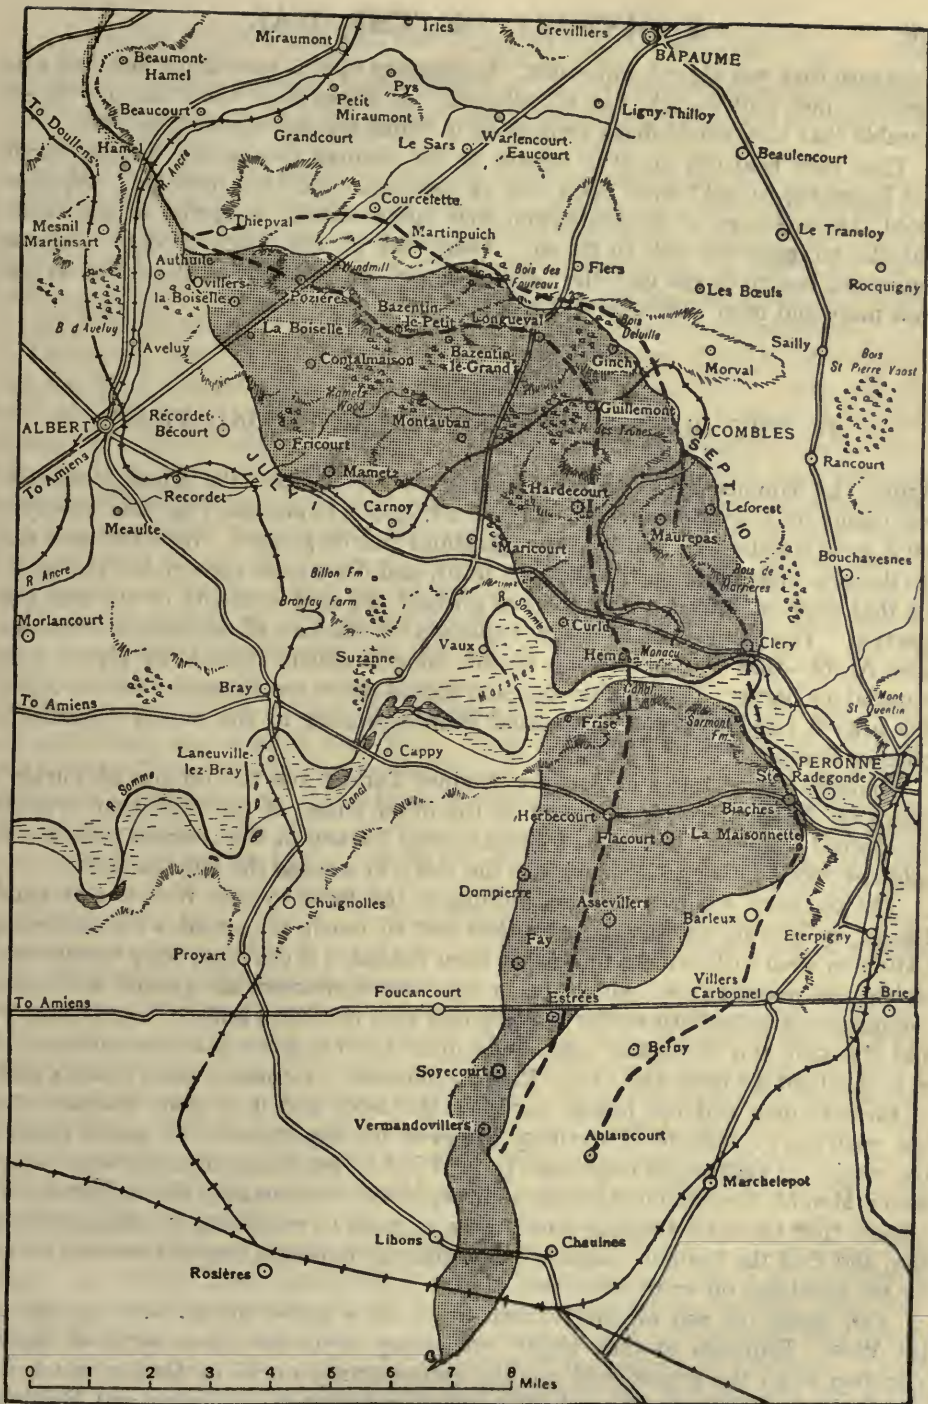 Irles
Grevilliers
Miraumont
BAPAUME
Beaumont-
Hamel
Pys
Petit
Miraumont
Ligny-Thilloy
Beaucourt
Grandcourt
To Doullens
Hamel
R. Ancre
Le Sars
Warlencourt-
Eaucourt
Beaulencourt
Courcelette
Mesnil
Martinsart
Thiepval
Martinpuich
Le Transloy
Authuile
Windmill
Bois des
Foureaux
Flers
Ovillers-
la Boiselle
Pozières
Les Bœufs
Rocquigny
B d'Aveluy
La Boiselle
Bazentin-
le-Petit
Longueval
Bois
Delville
Aveluy
Contalmaison
Bazentin-
le-Grand
Ginchy
Morval
Sailly
Bois
St Pierre Vaast
Mametz
Wood
Guillemont
ALBERT
Récordet-
Bécourt
Montauban
COMBLES
To Amiens
Fricourt
Rancourt
JULY 1
SEPT 10
Mametz
Hardecourt
Leforest
Recordet
Carnoy
Maurepas
Meaulte
Maricourt
Bouchavesnes
R Ancre
Billon Fm
Bois de
Marrières
Bronfay Farm
R Somme
Morlancourt
Curlu
Clery
Vaux
Hem
Monacu
Suzanne
Marshes
Bray
Canal
Mont
St Quentin
To Amiens
Frise
Sormont
Fm
Laneuville-
lez-Bray
Cappy
PERONNE
Ste
Radegonde
R Somme
Canal
Herbecourt
Biaches
Flacourt
La Maisonnette
Dompierre
Chuignolles
Assevillers
Barleux
Eterpigny
Proyart
Fay
Villers
Carbonnel
To Amiens
Foucancourt
Estrées
Brie
Berny
Soyecourt
Vermandovillers
Ablaincourt
Marchelepot
Lihons
Chaulnes
Rosières
0 1 2 3 4 5 6 7 8
Miles